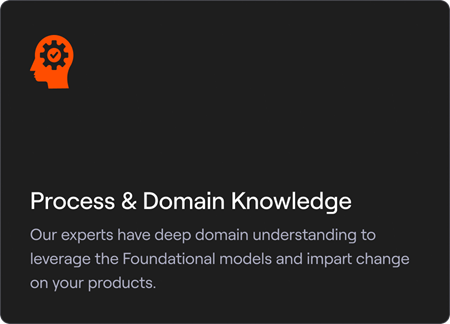 Process & Domain Knowledge
Our experts have deep domain understanding to
leverage the Foundational models and impart change
on your products.